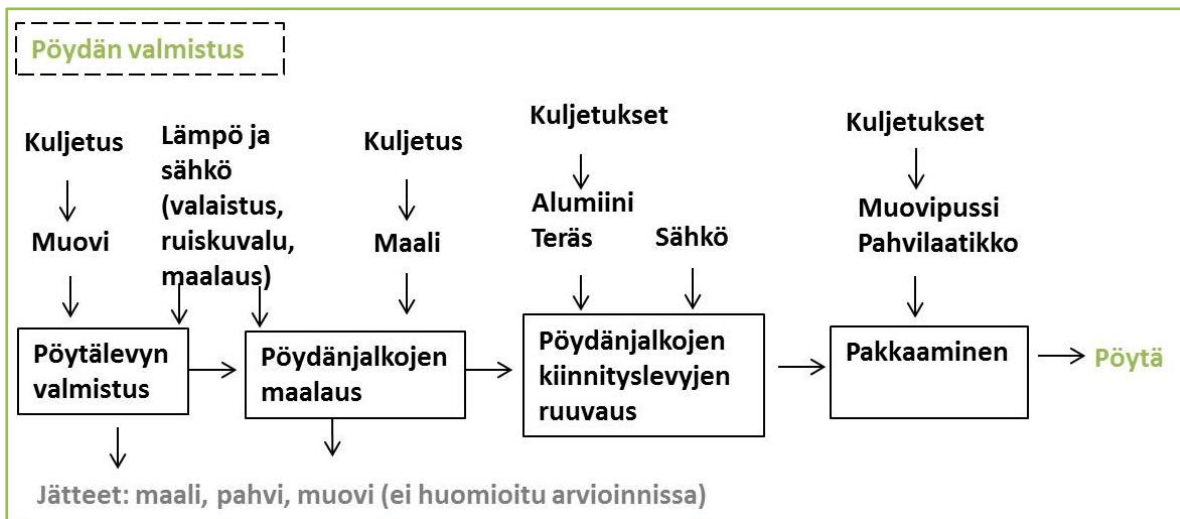 Pöydän valmistus
Kuljetus
Muovi
Lämpö ja
sähkö
(valaistus,
ruiskuvalu,
maalaus)
Kuljetus
Maali
Kuljetukset
Alumiini
Teräs
Sähkö
Kuljetukset
Muovipussi
Pahvilaatikko
Pöytälevyn
valmistus
Pöydänjalkojen
maalaus
Pöydänjalkojen
kiinnityslevyjen
ruuvaus
Pakkaaminen
Pöytä
Jätteet: maali, pahvi, muovi (ei huomioitu arvioinnissa)